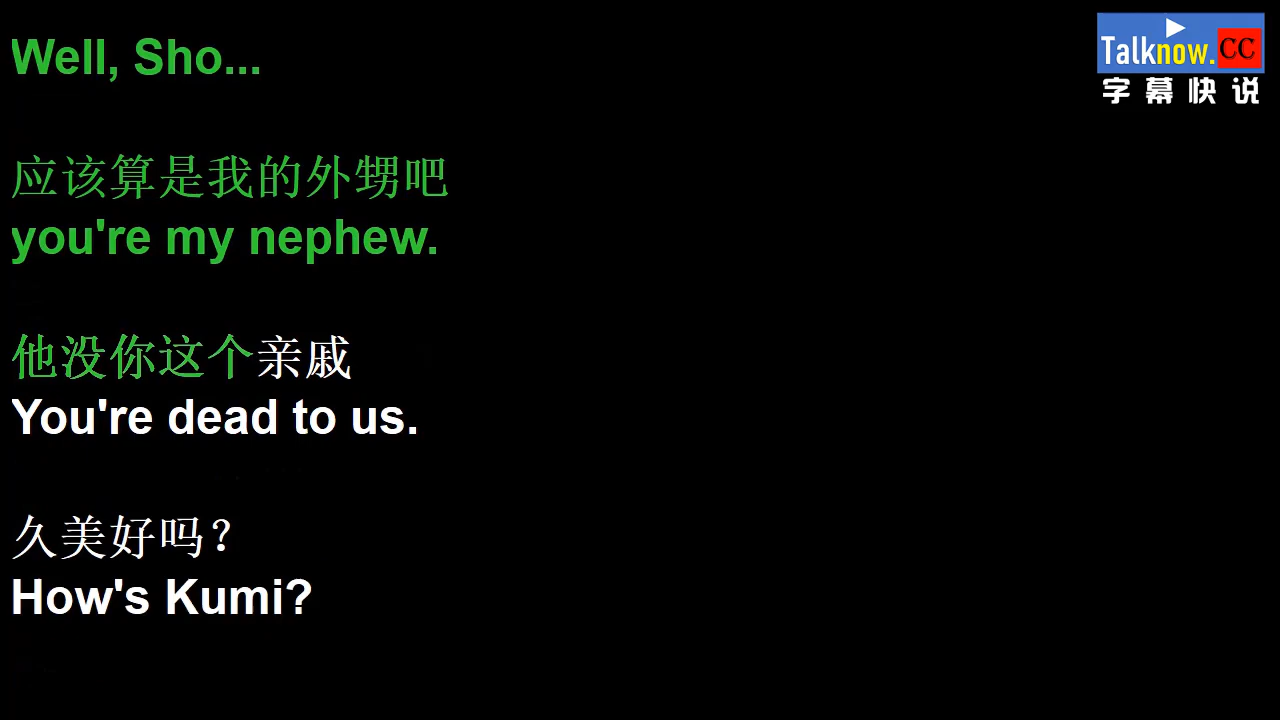 Well, Sho...
Talknow.CC
字幕快说
应该算是我的外甥吧
you're my nephew.
他没你这个亲戚
You're dead to us.
久美好吗？
How's Kumi?